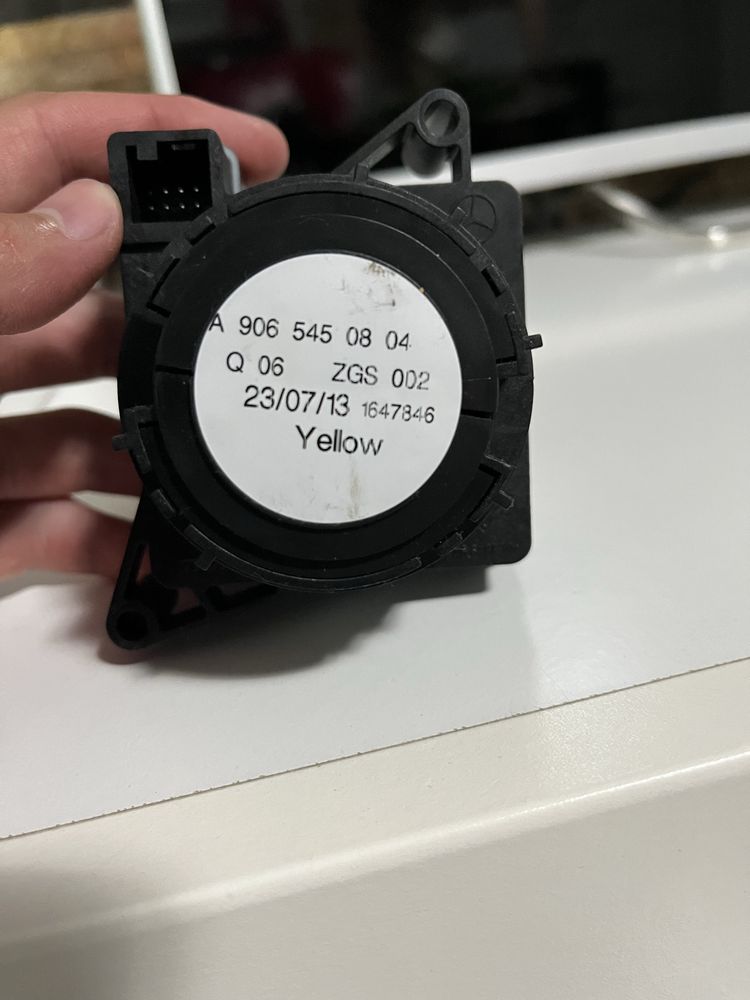 A 906 545 08 04
Q 06 ZGS 002
23/07/13 1647846
Yellow